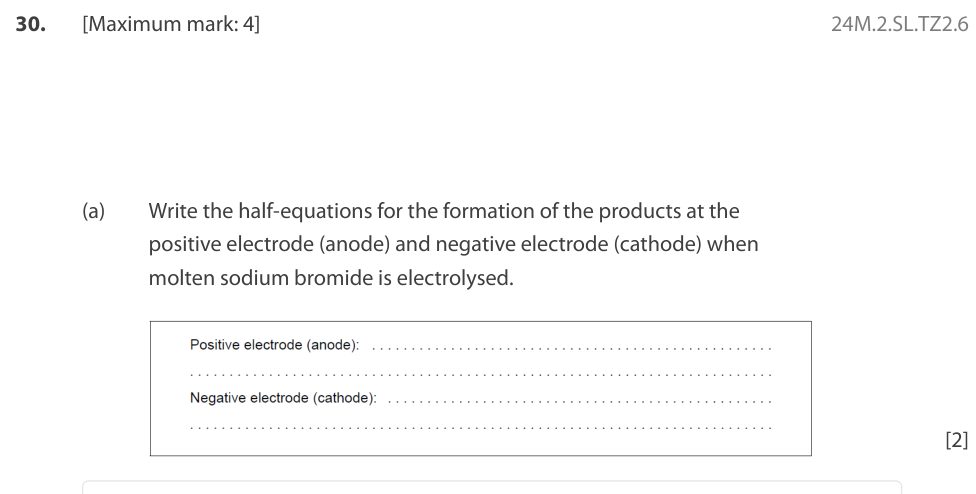 30. [Maximum mark: 4] 24M.2.SL.TZ2.6
(a) Write the half-equations for the formation of the products at the
positive electrode (anode) and negative electrode (cathode) when
molten sodium bromide is electrolysed.
Positive electrode (anode): . . . . . . . . . . . . . . . . . . . . . . . . . . . . . . . . . . . . . . . . . . . . . . . . . .
. . . . . . . . . . . . . . . . . . . . . . . . . . . . . . . . . . . . . . . . . . . . . . . . . . . . . . . . . . . . . . . . . . . . . . . . .
Negative electrode (cathode): . . . . . . . . . . . . . . . . . . . . . . . . . . . . . . . . . . . . . . . . . . . . . . . .
. . . . . . . . . . . . . . . . . . . . . . . . . . . . . . . . . . . . . . . . . . . . . . . . . . . . . . . . . . . . . . . . . . . . . . . . .
[2]